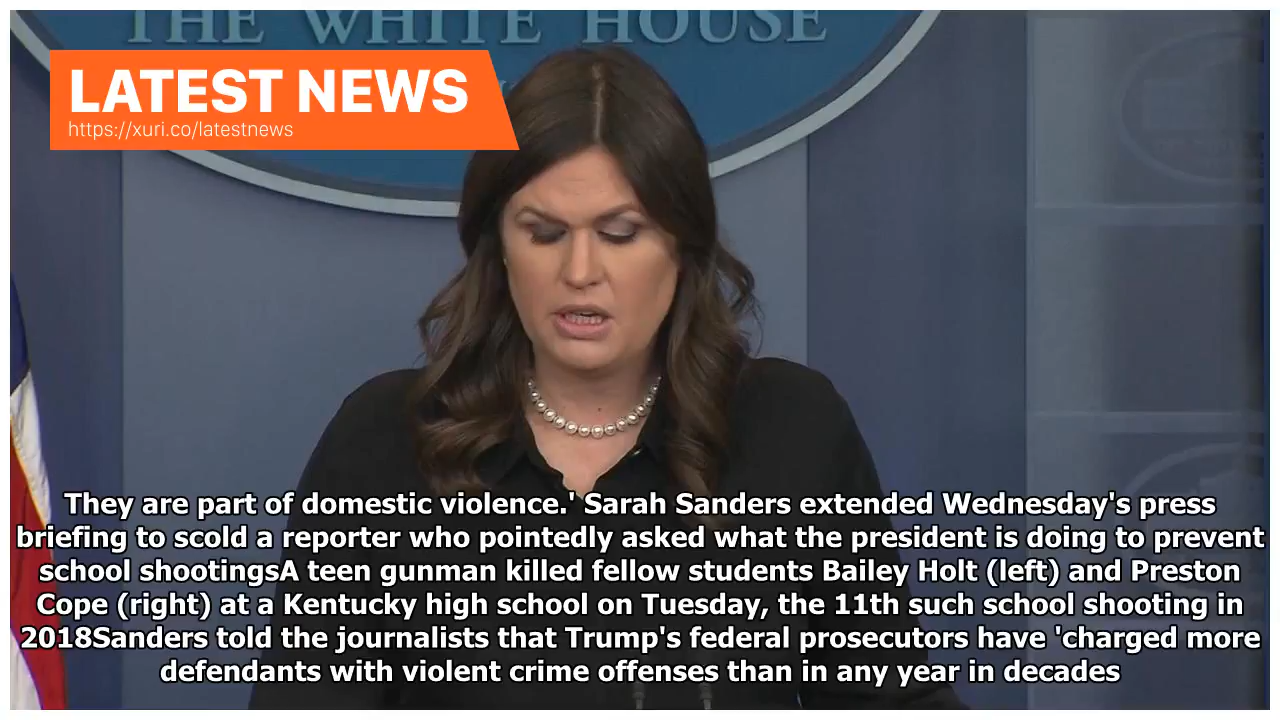 THE WHITE HOUSE
LATEST NEWS
https://xuri.co/latestnews
They are part of domestic violence.' Sarah Sanders extended Wednesday's press
briefing to scold a reporter who pointedly asked what the president is doing to prevent
school shootingsA teen gunman killed fellow students Bailey Holt (left) and Preston
Cope (right) at a Kentucky high school on Tuesday, the 11th such school shooting in
2018Sanders told the journalists that Trump's federal prosecutors have 'charged more
defendants with violent crime offenses than in any year in decades